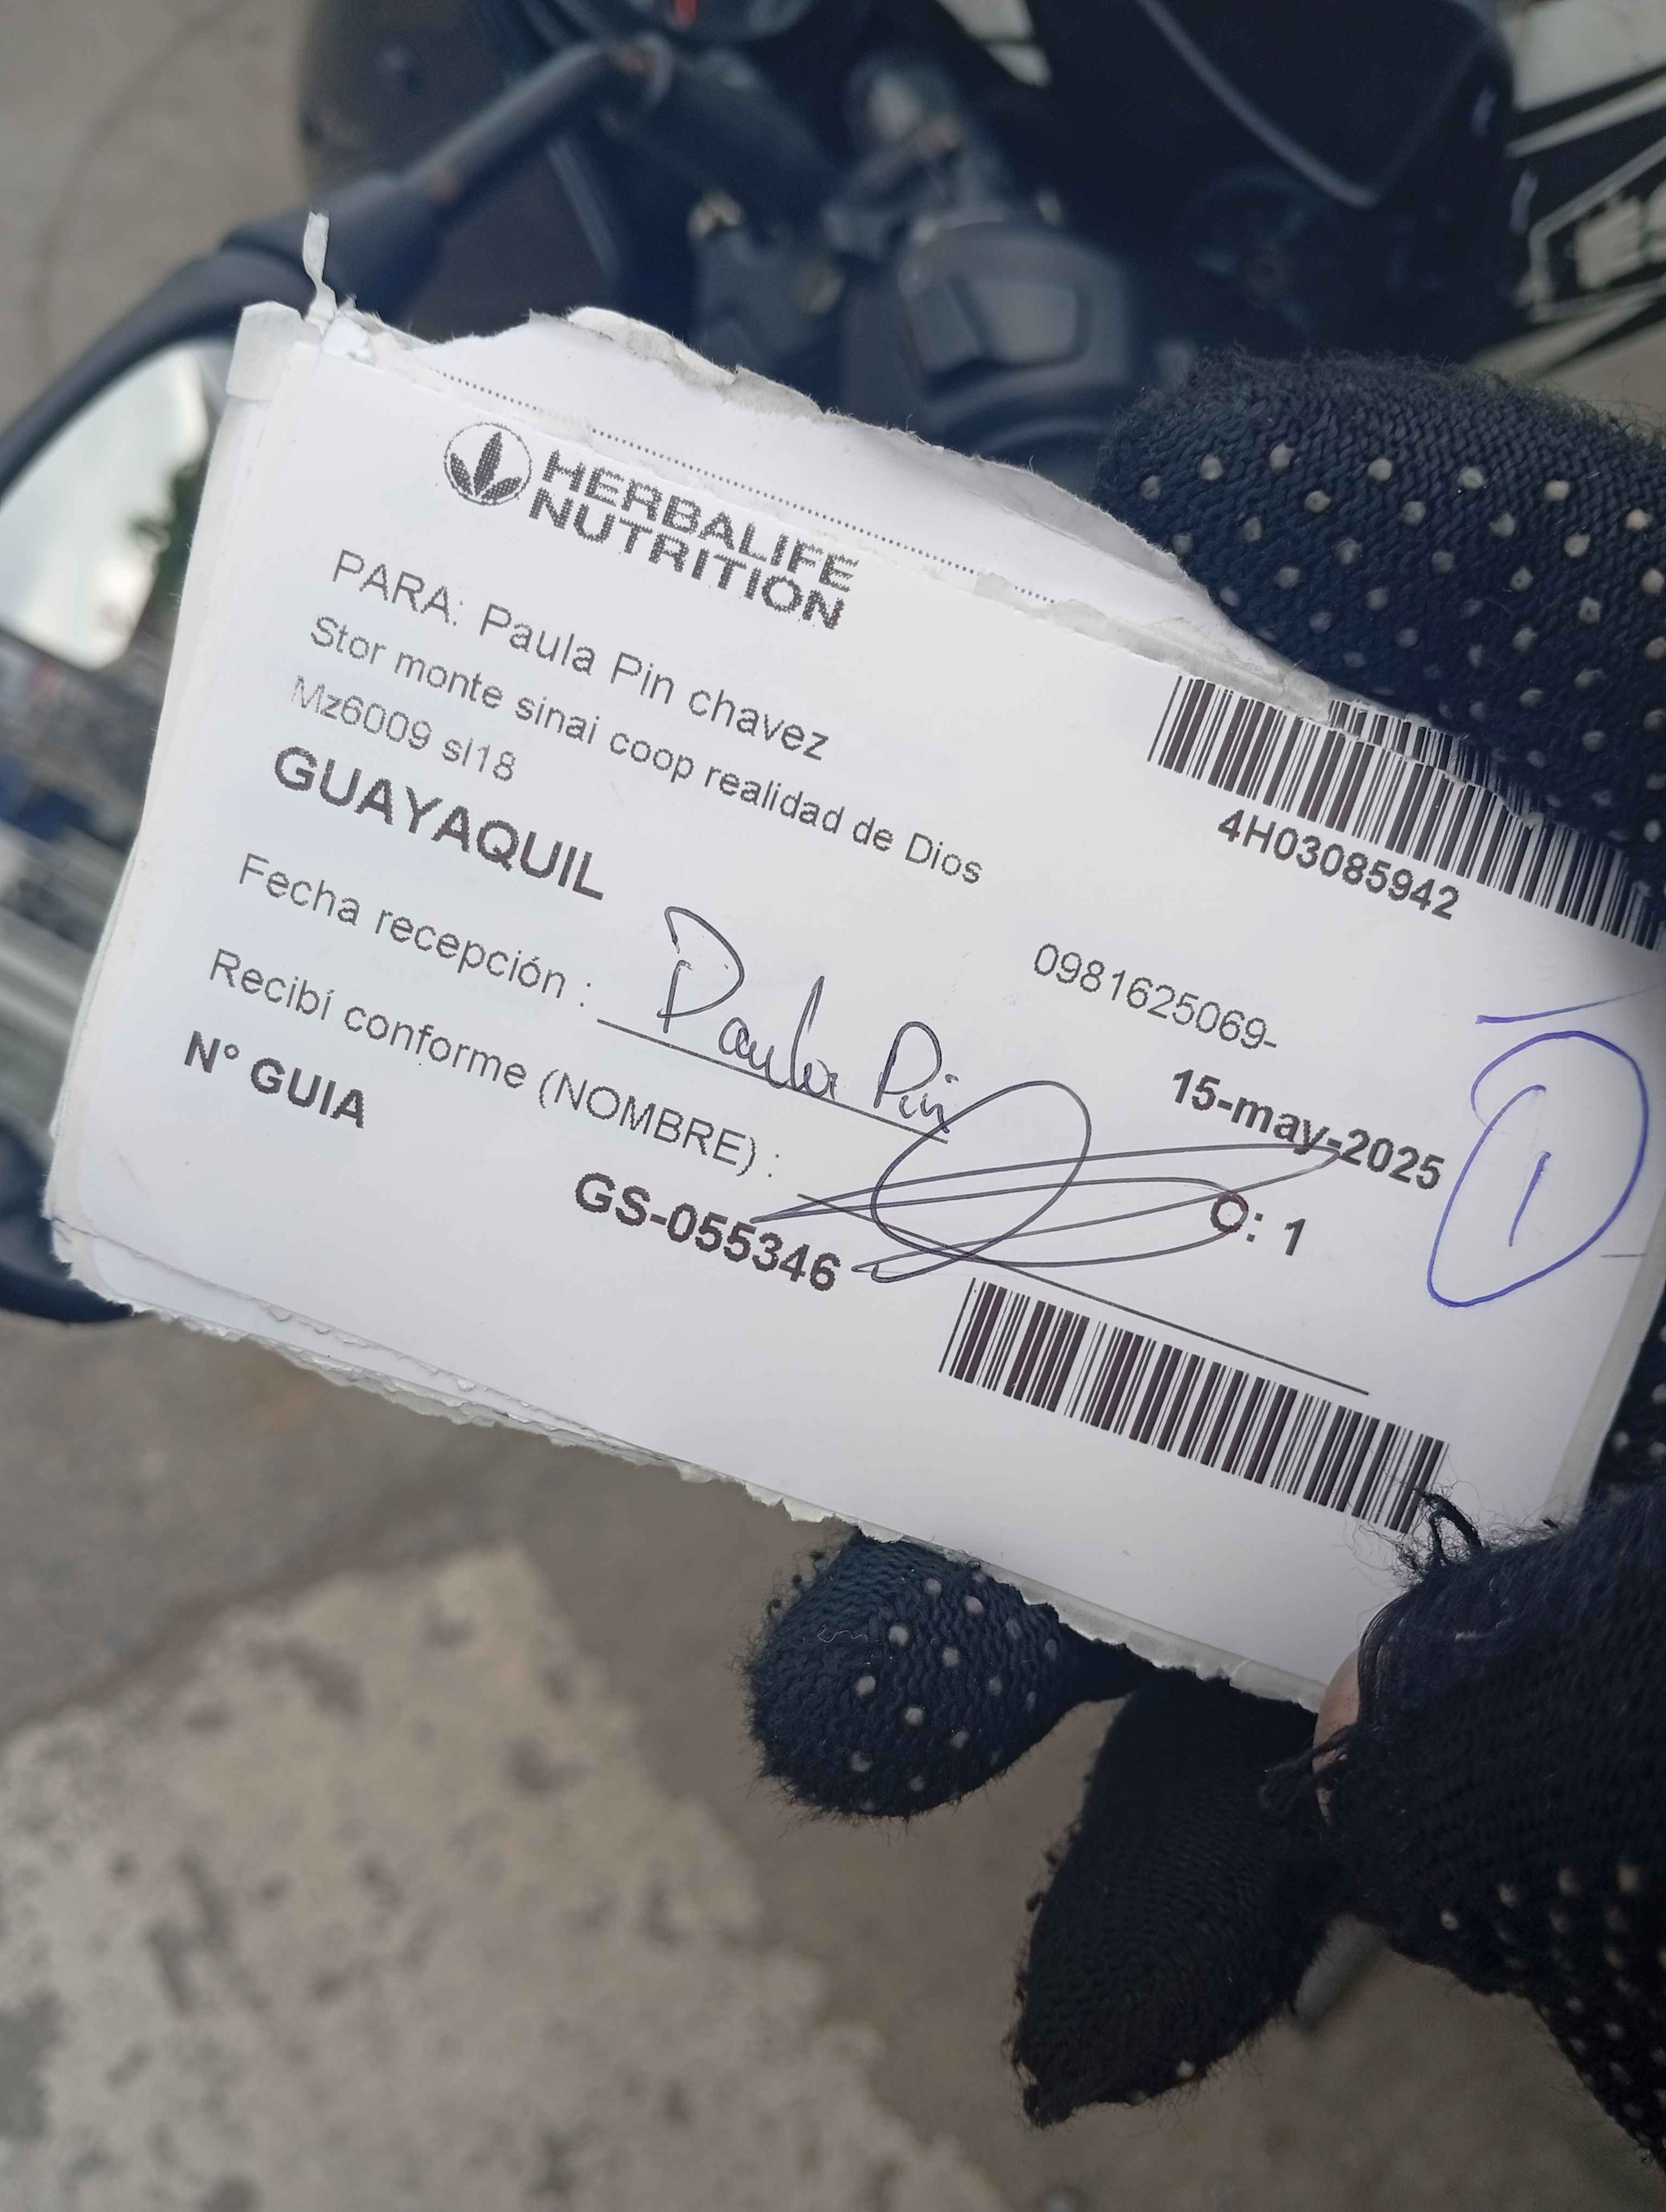 HERBALIFE
NUTRITION
PARA: Paula Pin chavez
Stor monte sinai coop realidad de Dios
Mz6009 sl18
GUAYAQUIL
4H03085942
0981625069-
15-may-2025
Fecha recepción :
Paula Pin
Recibí conforme (NOMBRE) :
O: 1
1
N° GUIA
GS-055346